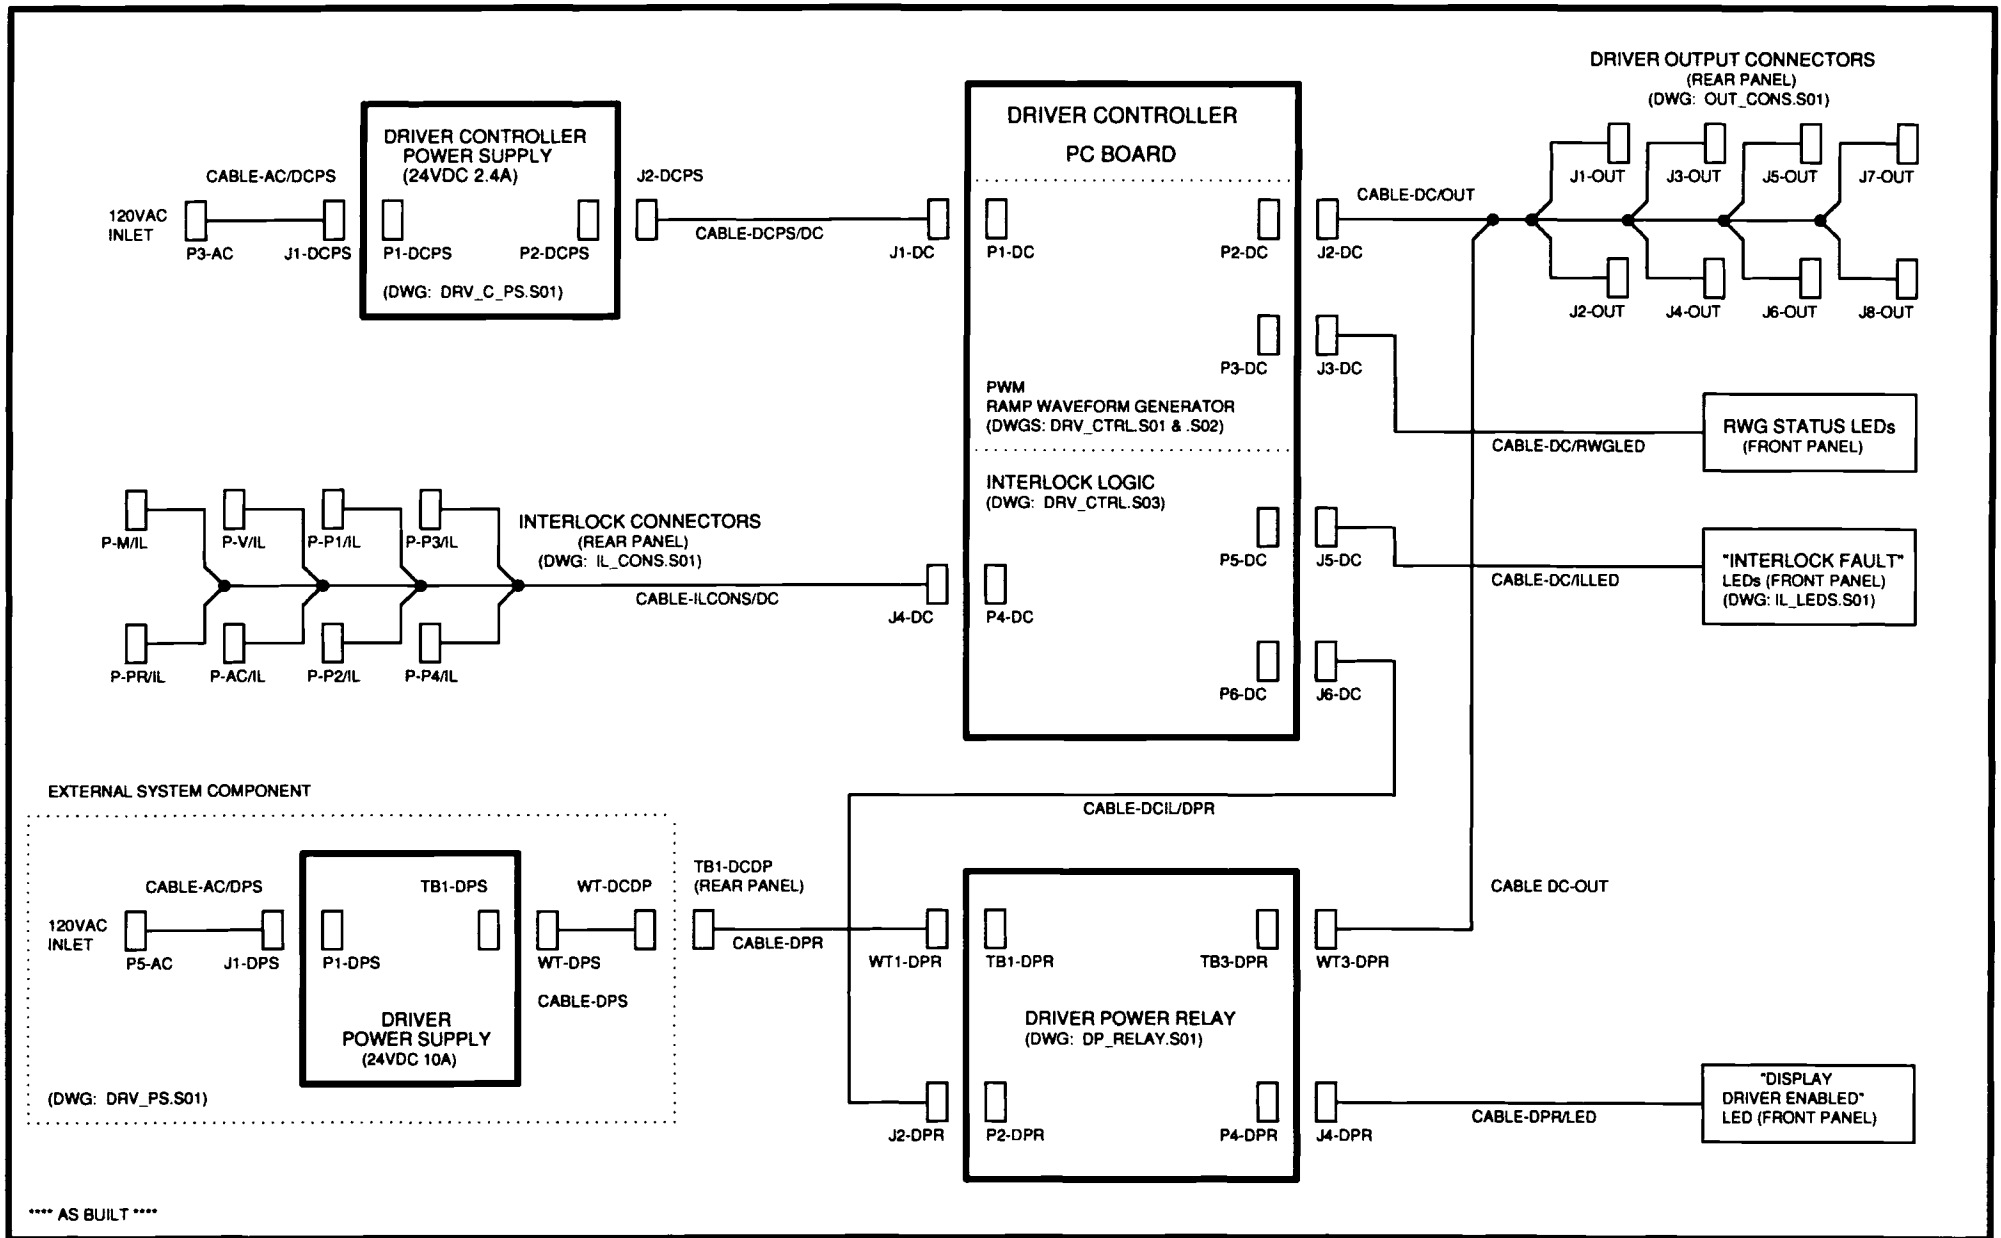 DRIVER OUTPUT CONNECTORS
(REAR PANEL)
(DWG: OUT_CONS.S01)
J1-OUT
J3-OUT
J5-OUT
J7-OUT
J2-OUT
J4-OUT
J6-OUT
J8-OUT
DRIVER CONTROLLER
POWER SUPPLY
(24VDC 2.4A)
CABLE-AC/DCPS
120VAC
INLET
P3-AC
J1-DCPS
P1-DCPS
P2-DCPS
(DWG: DRV_C_PS.S01)
J2-DCPS
CABLE-DCPS/DC
J1-DC
DRIVER CONTROLLER
PC BOARD
P1-DC
P2-DC
J2-DC
CABLE-DC/OUT
P3-DC
J3-DC
PWM
RAMP WAVEFORM GENERATOR
(DWGS: DRV_CTRL.S01 & .S02)
CABLE-DC/RWGLED
RWG STATUS LEDs
(FRONT PANEL)
INTERLOCK LOGIC
(DWG: DRV_CTRL.S03)
P5-DC
J5-DC
CABLE-DC/ILLED
"INTERLOCK FAULT"
LEDs (FRONT PANEL)
(DWG: IL_LEDS.S01)
P-M/IL
P-V/IL
P-P1/IL
P-P3/IL
INTERLOCK CONNECTORS
(REAR PANEL)
(DWG: IL_CONS.S01)
CABLE-ILCONS/DC
J4-DC
P4-DC
P-PR/IL
P-AC/IL
P-P2/IL
P-P4/IL
P6-DC
J6-DC
CABLE-DCIL/DPR
EXTERNAL SYSTEM COMPONENT
CABLE-AC/DPS
120VAC
INLET
P5-AC
J1-DPS
TB1-DPS
P1-DPS
DRIVER
POWER SUPPLY
(24VDC 10A)
WT-DCDP
WT-DPS
CABLE-DPS
(DWG: DRV_PS.S01)
TB1-DCDP
(REAR PANEL)
CABLE-DPR
WT1-DPR
TB1-DPR
TB3-DPR
WT3-DPR
CABLE DC-OUT
DRIVER POWER RELAY
(DWG: DP_RELAY.S01)
J2-DPR
P2-DPR
P4-DPR
J4-DPR
CABLE-DPR/LED
"DISPLAY
DRIVER ENABLED"
LED (FRONT PANEL)
**** AS BUILT ****